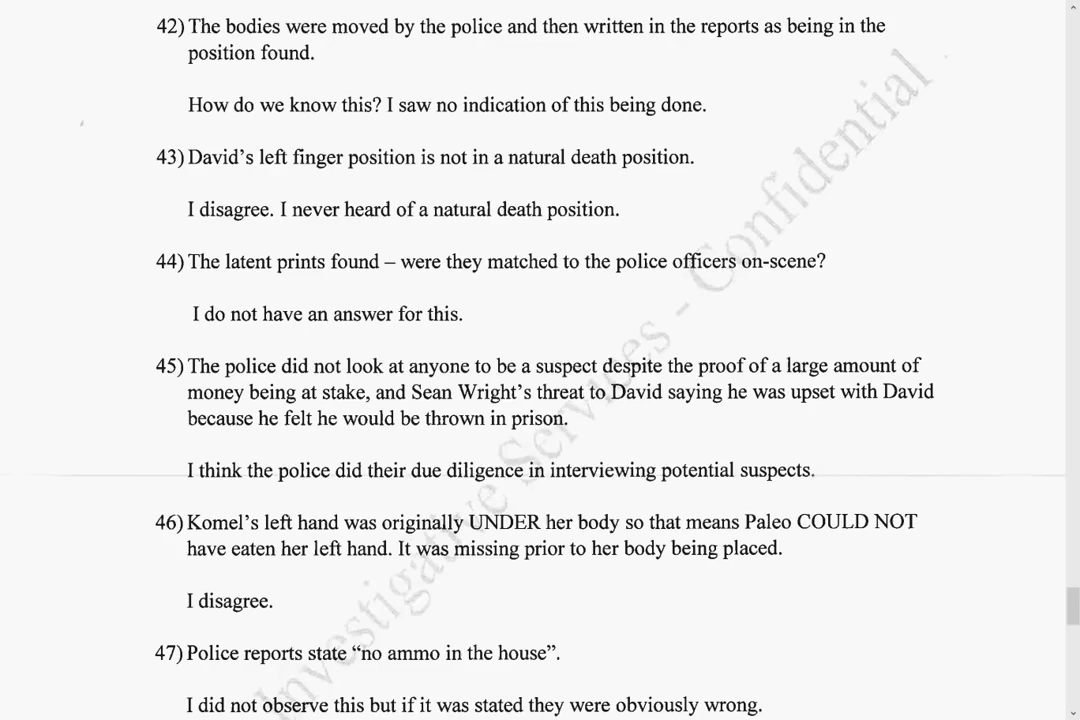 42) The bodies were moved by the police and then written in the reports as being in the
position found.
How do we know this? I saw no indication of this being done.
43) David's left finger position is not in a natural death position.
I disagree. I never heard of a natural death position.
44) The latent prints found – were they matched to the police officers on-scene?
I do not have an answer for this.
45) The police did not look at anyone to be a suspect despite the proof of a large amount of
money being at stake, and Sean Wright's threat to David saying he was upset with David
because he felt he would be thrown in prison.
I think the police did their due diligence in interviewing potential suspects.
46) Komel's left hand was originally UNDER her body so that means Paleo COULD NOT
have eaten her left hand. It was missing prior to her body being placed.
I disagree.
47) Police reports state “no ammo in the house”.
I did not observe this but if it was stated they were obviously wrong.
Investigative Services - Confidential